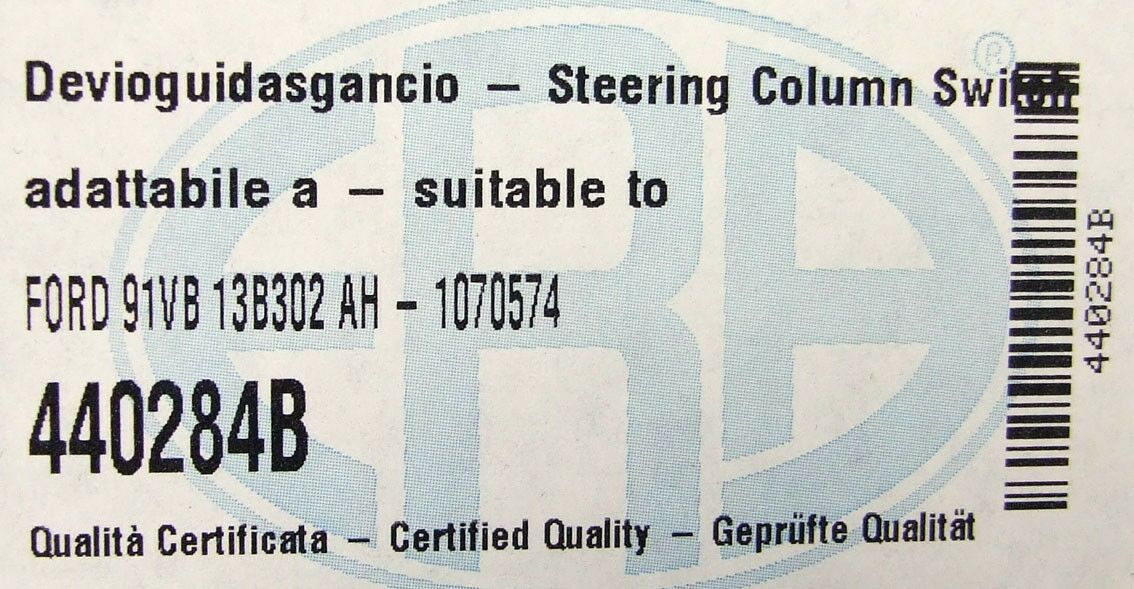 Devioguidasgancio – Steering Column Switch
adattabile a – suitable to
FORD 91VB 13B302 AH - 1070574
440284B
Qualità Certificata – Certified Quality – Geprüfte Qualität
440284B
ERA
®